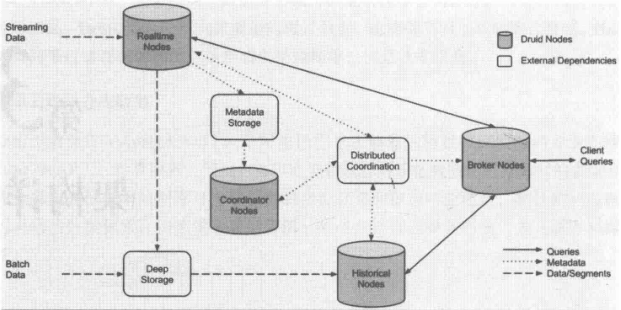 Streaming
Data
Realtime
Nodes
Druid Nodes
External Dependencies
Metadata
Storage
Distributed
Coordination
Broker Nodes
Client
Queries
Coordinator
Nodes
Batch
Data
Deep
Storage
Historical
Nodes
Queries
Metadata
Data/Segments